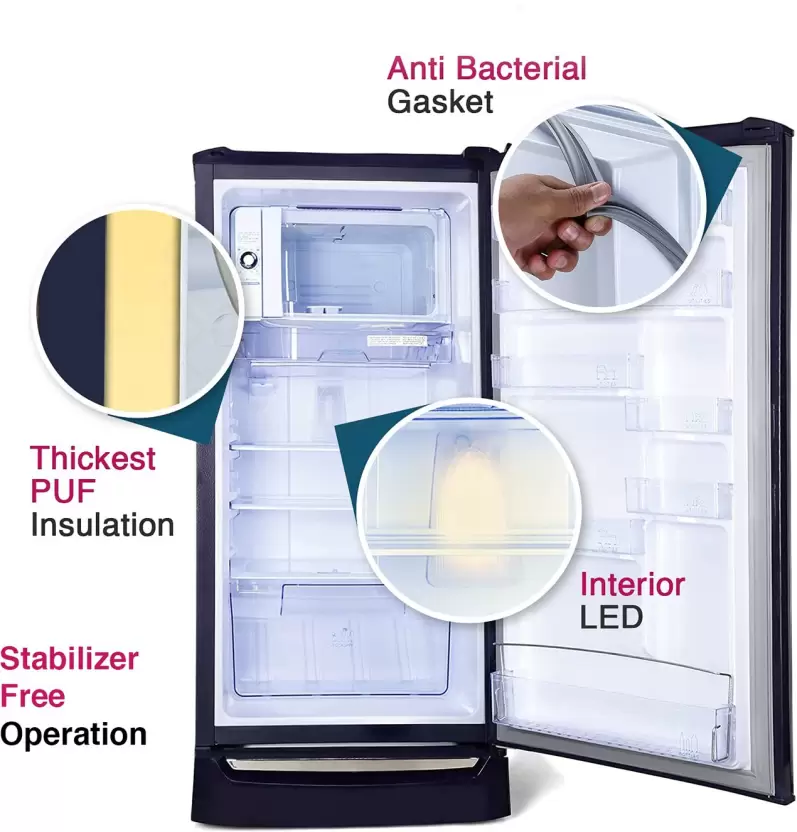 Anti Bacterial
Gasket
Thickest
PUF
Insulation
Interior
LED
Stabilizer
Free
Operation